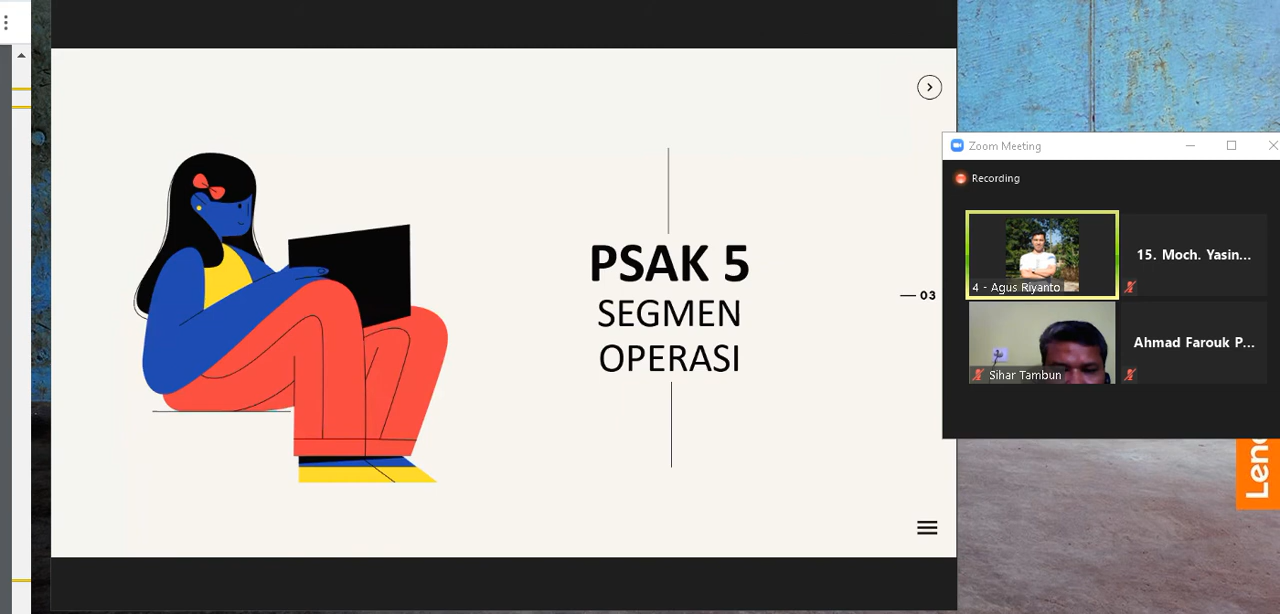 PSAK 5
SEGMEN
OPERASI
03
Zoom Meeting
Recording
4 - Agus Riyanto
15. Moch. Yasin...
Sihar Tambun
Ahmad Farouk P...
Leno